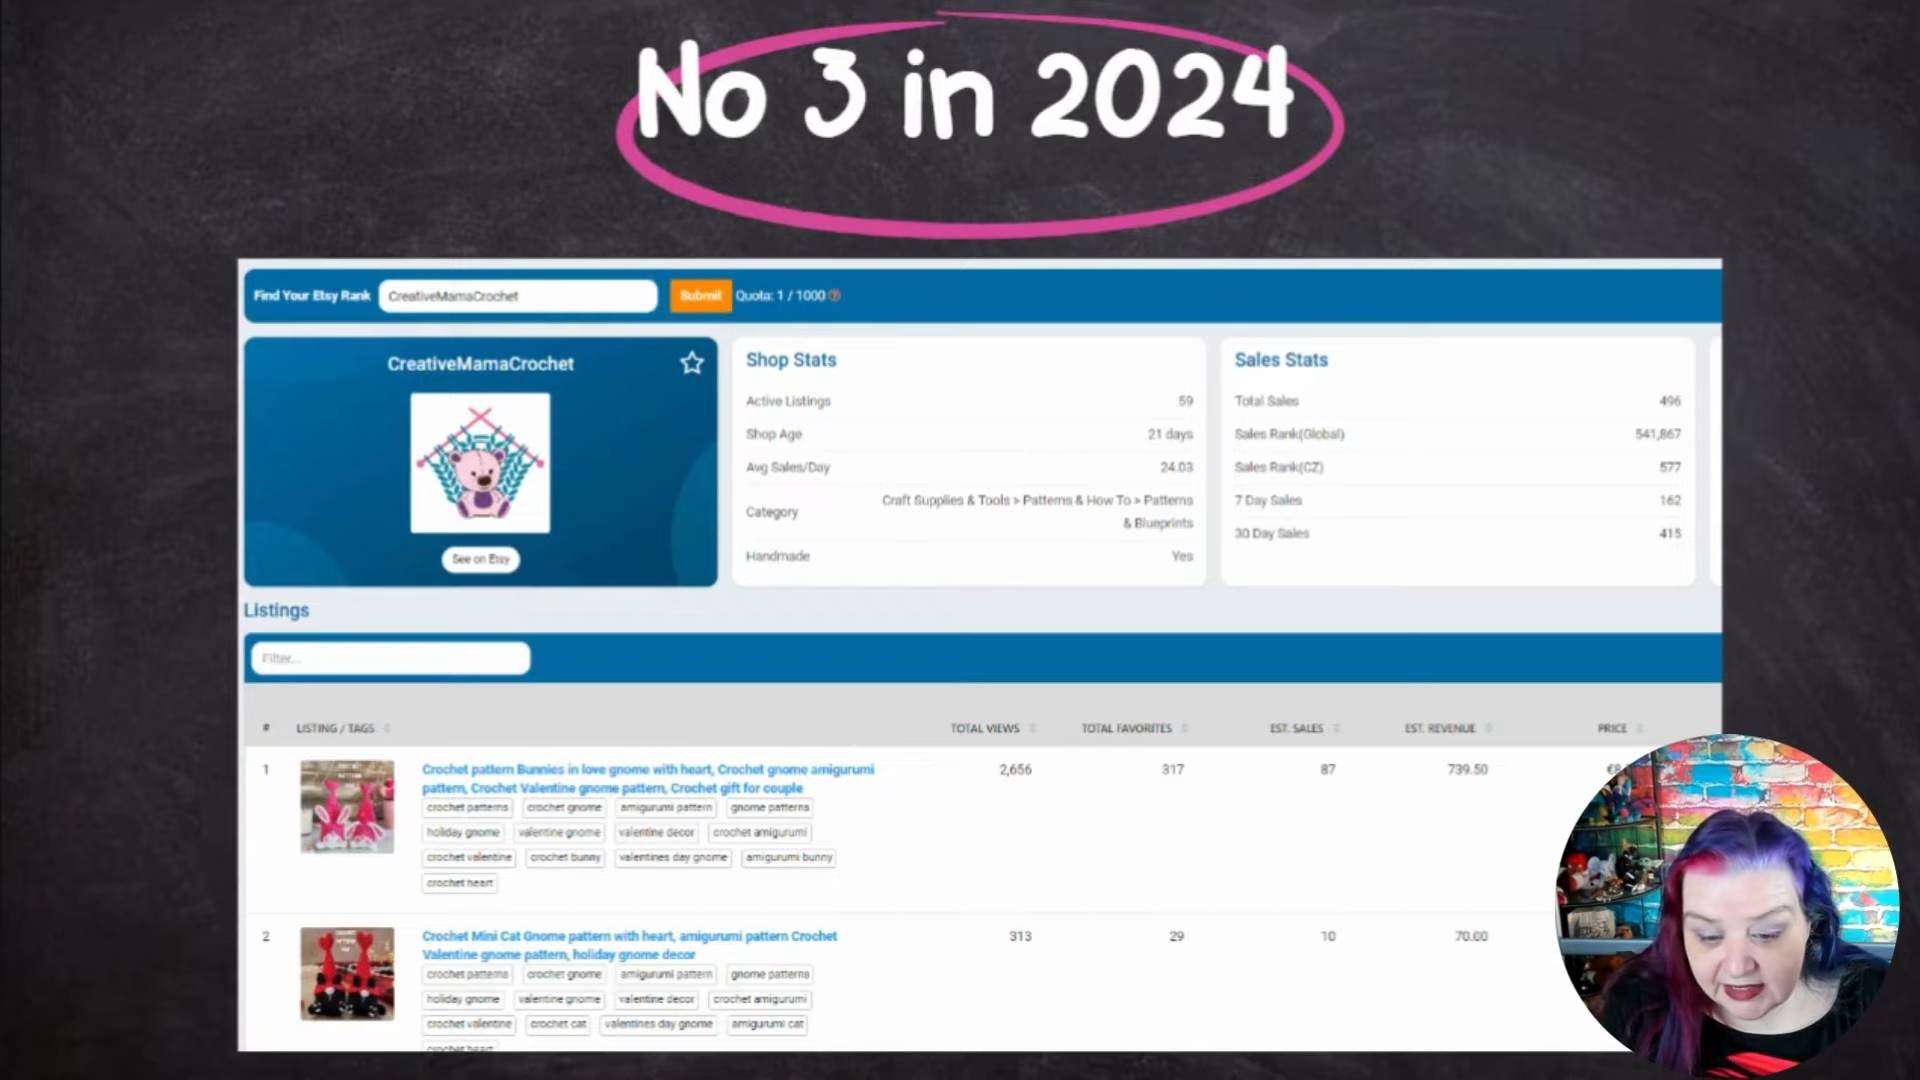 No 3 in 2024
Find Your Etsy Rank CreativeMamaCrochet Submit Quota: 1 / 1000
CreativeMamaCrochet
See on Etsy
Shop Stats
Active Listings 59
Shop Age 21 days
Avg Sales/Day 24.03
Category Craft Supplies & Tools > Patterns & How To > Patterns
& Blueprints
Handmade Yes
Sales Stats
Total Sales 496
Sales Rank(Global) 541,867
Sales Rank(CZ) 577
7 Day Sales 162
30 Day Sales 415
Listings
Filter...
# LISTING / TAGS TOTAL VIEWS TOTAL FAVORITES EST. SALES EST. REVENUE PRICE
1 Crochet pattern Bunnies in love gnome with heart, Crochet gnome amigurumi 2,656 317 87 739.50
pattern, Crochet Valentine gnome pattern, Crochet gift for couple
crochet patterns crochet gnome amigurumi pattern gnome patterns
holiday gnome valentine gnome valentine decor crochet amigurumi
crochet valentine crochet bunny valentines day gnome amigurumi bunny
crochet heart
2 Crochet Mini Cat Gnome pattern with heart, amigurumi pattern Crochet 313 29 10 70.00
Valentine gnome pattern, holiday gnome decor
crochet patterns crochet gnome amigurumi pattern gnome patterns
holiday gnome valentine gnome valentine decor crochet amigurumi
crochet valentine crochet cat valentines day gnome amigurumi cat
crochet heart